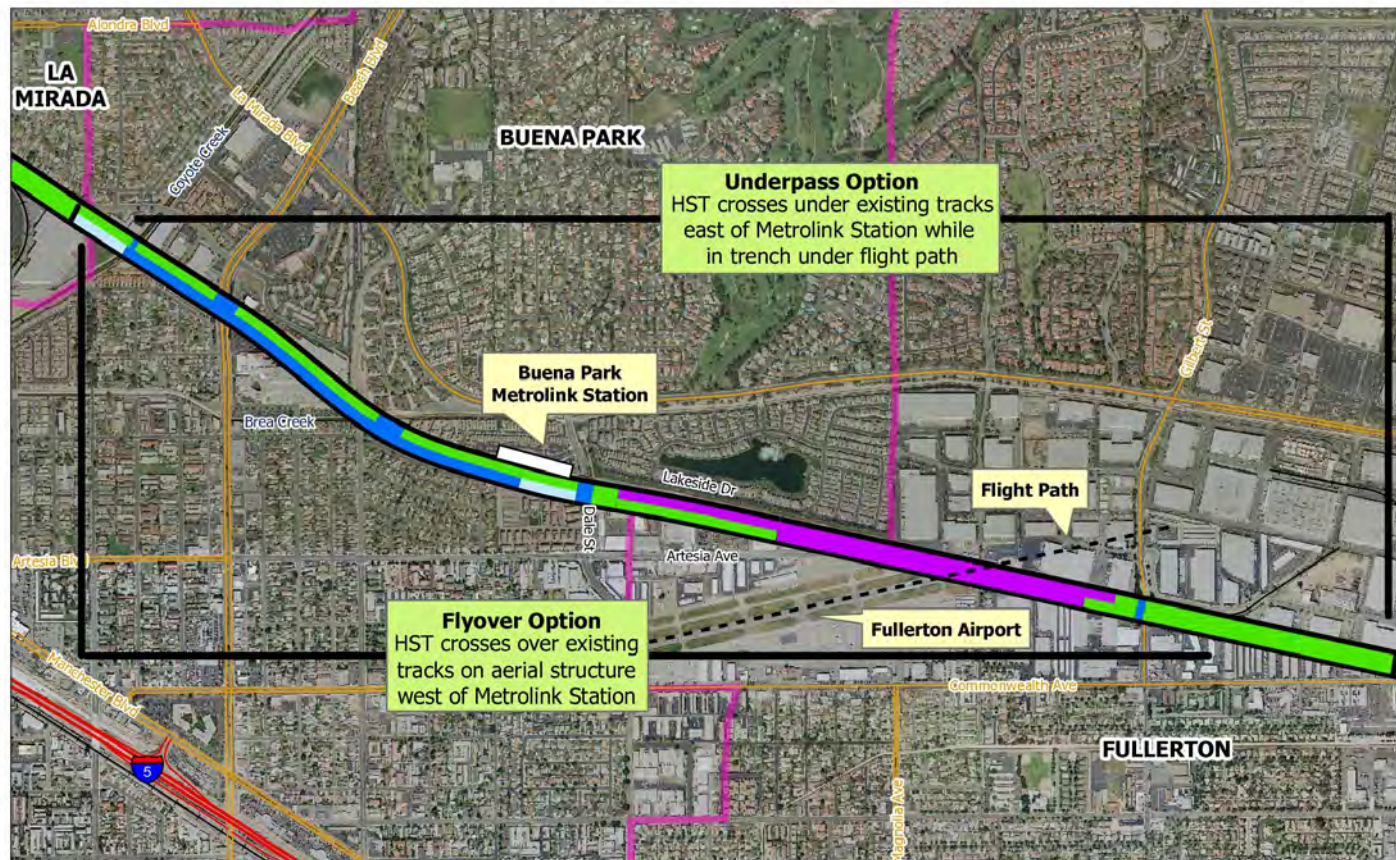 Alondra Blvd
LA
MIRADA
Coyote Creek
La Mirada Blvd
Beach Blvd
BUENA PARK
Underpass Option
HST crosses under existing tracks
east of Metrolink Station while
in trench under flight path
Gilbert St
Buena Park
Metrolink Station
Brea Creek
Lakeside Dr
Flight Path
Dale St
Artesia Blvd
Artesia Ave
Flyover Option
HST crosses over existing
tracks on aerial structure
west of Metrolink Station
Fullerton Airport
Manchester Blvd
Commonwealth Ave
5
FULLERTON
Magnolia Ave